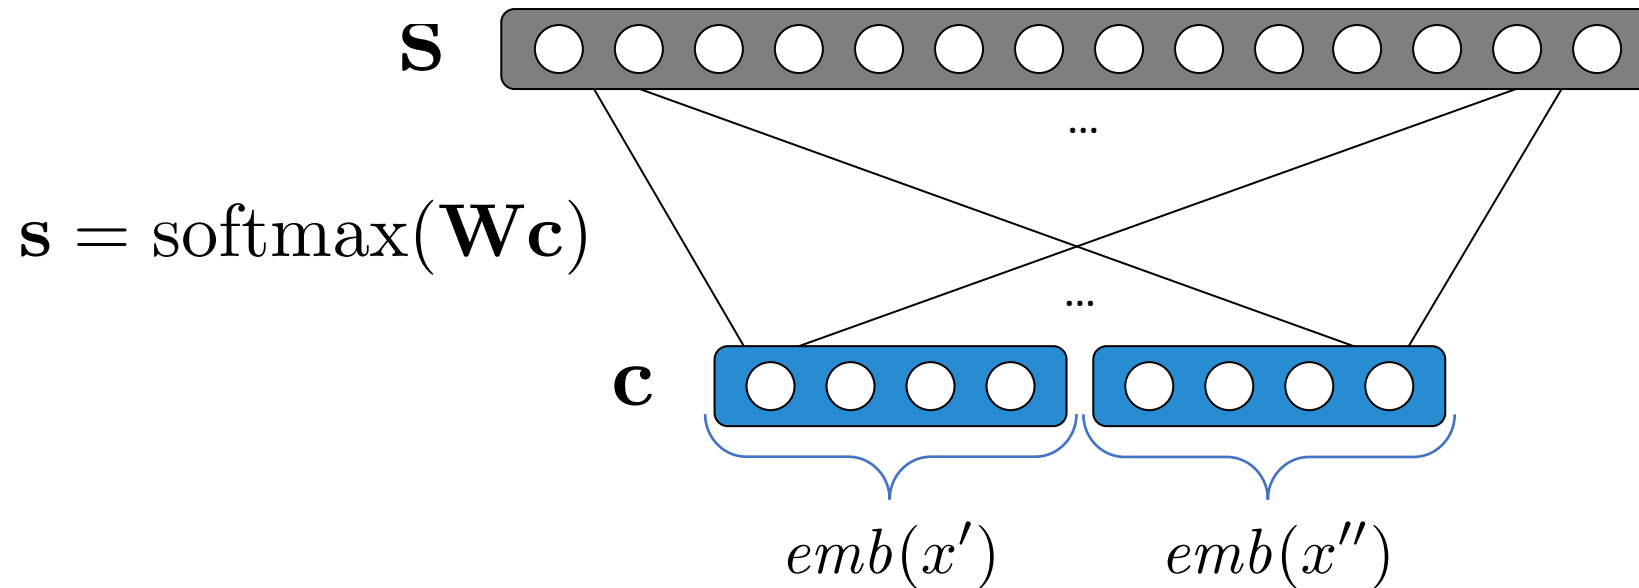 s
...
s = softmax(Wc)
...
c
emb(x′) emb(x″)